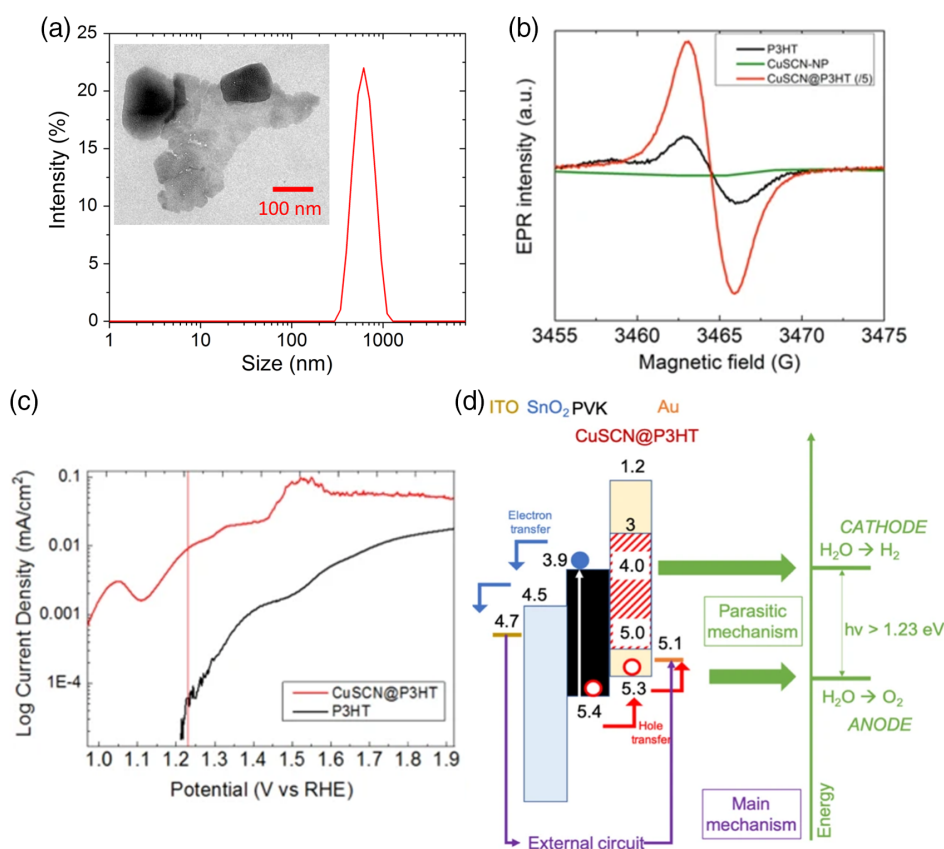 (a)
25
20
15
10
5
0
Intensity (%)
100 nm
1 10 100 1000
Size (nm)
(b)
P3HT
CuSCN-NP
CuSCN@P3HT (/5)
EPR intensity (a.u.)
3455 3460 3465 3470 3475
Magnetic field (G)
(c)
0.1
0.01
0.001
1E-4
Log Current Density (mA/cm2)
CuSCN@P3HT
P3HT
1.0 1.1 1.2 1.3 1.4 1.5 1.6 1.7 1.8 1.9
Potential (V vs RHE)
(d)
ITO SnO2 PVK Au
CuSCN@P3HT
1.2
Electron
transfer
3
3.9
4.0
4.5
4.7
5.0
5.1
5.3
5.4
Hole
transfer
External circuit
CATHODE
H2O → H2
Parasitic
mechanism
hν > 1.23 eV
H2O → O2
ANODE
Main
mechanism
Energy